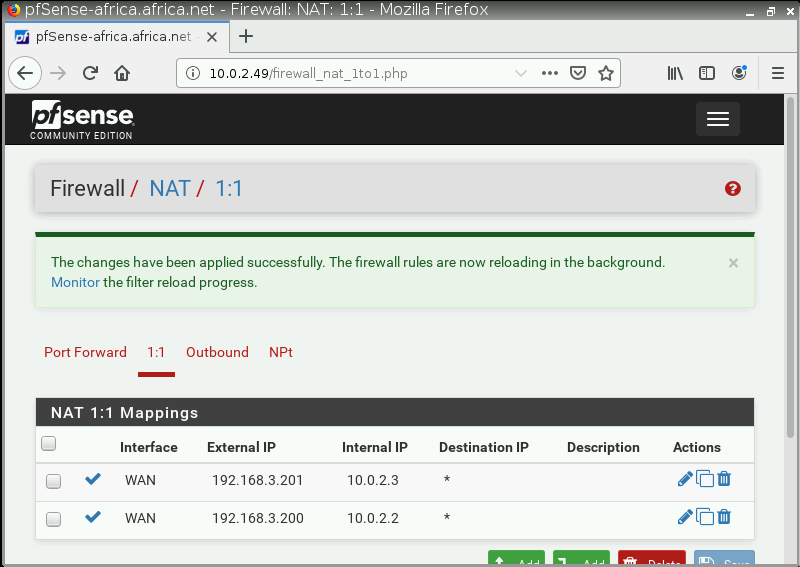 pfSense-africa.africa.net - Firewall: NAT: 1:1 - Mozilla Firefox
pfSense-africa.africa.net -
10.0.2.49/firewall_nat_1to1.php
pfsense
COMMUNITY EDITION
Firewall / NAT / 1:1
The changes have been applied successfully. The firewall rules are now reloading in the background.
Monitor the filter reload progress.
Port Forward 1:1 Outbound NPt
NAT 1:1 Mappings
Interface External IP Internal IP Destination IP Description Actions
WAN 192.168.3.201 10.0.2.3 *
WAN 192.168.3.200 10.0.2.2 *
Add Add Delete Save